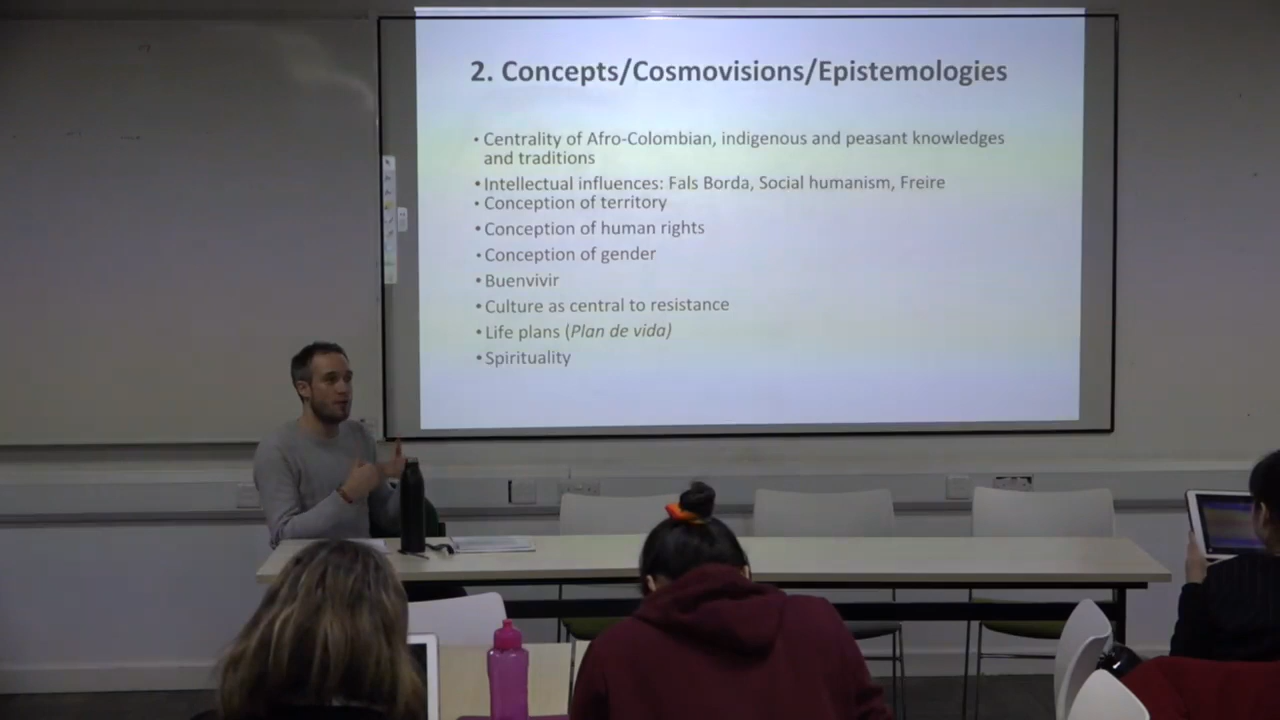 2. Concepts/Cosmovisions/Epistemologies
• Centrality of Afro-Colombian, indigenous and peasant knowledges
and traditions
• Intellectual influences: Fals Borda, Social humanism, Freire
• Conception of territory
• Conception of human rights
• Conception of gender
• Buenvivir
• Culture as central to resistance
• Life plans (Plan de vida)
• Spirituality